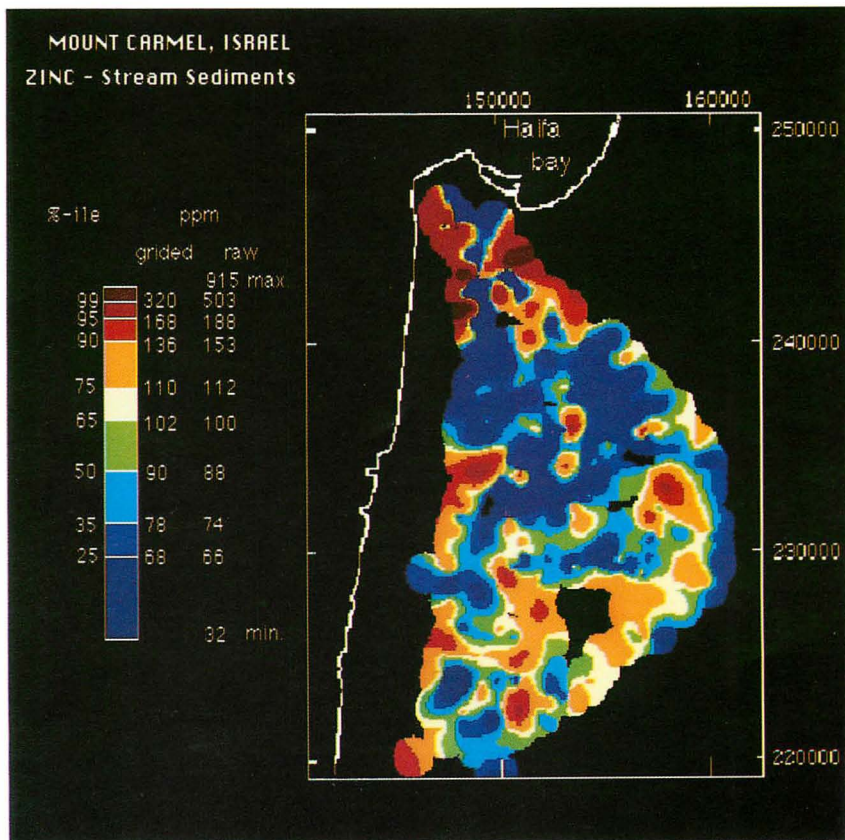 MOUNT CARMEL, ISRAEL
ZINC - Stream Sediments
150000 160000
Haifa
bay
250000
240000
230000
220000
%-ile ppm
grided raw
915 max.
99 320 503
95 168 188
90 136 153
75 110 112
65 102 100
50 90 88
35 78 74
25 68 66
32 min.